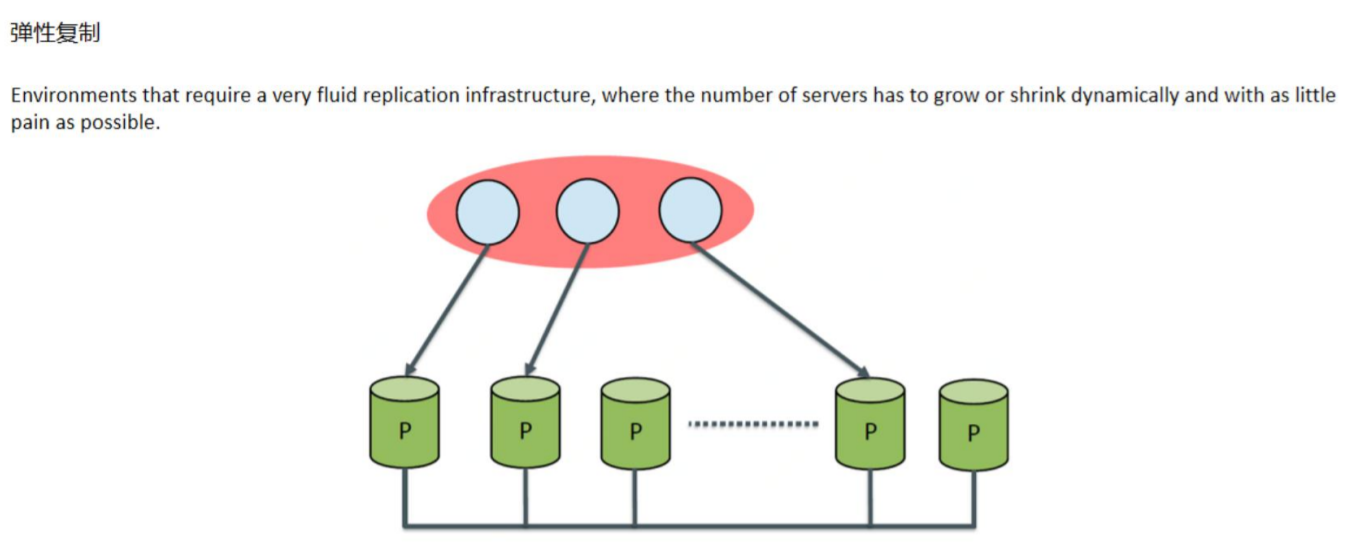 弹性复制
Environments that require a very fluid replication infrastructure, where the number of servers has to grow or shrink dynamically and with as little
pain as possible.
P P P P P